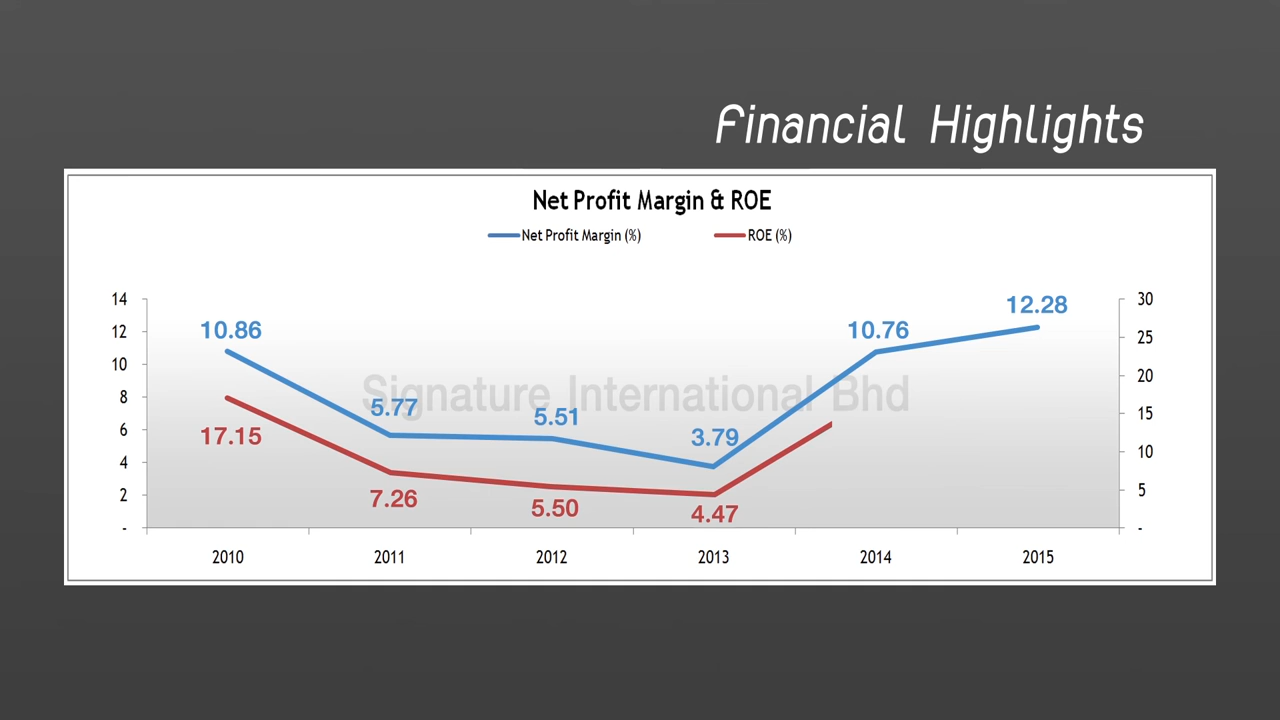 Financial Highlights
Net Profit Margin & ROE
Net Profit Margin (%) ROE (%)
14 30
12 25
10 20
8 15
6 10
4 5
2 -
-
10.86 5.77 5.51 3.79 10.76 12.28
17.15 7.26 5.50 4.47
Signature International Bhd
2010 2011 2012 2013 2014 2015